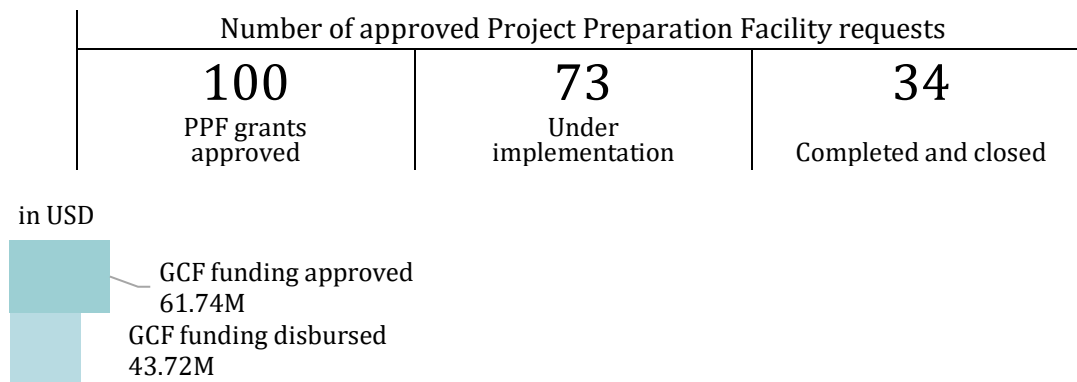 Number of approved Project Preparation Facility requests
100
PPF grants
approved
73
Under
implementation
34
Completed and closed
in USD
GCF funding approved
61.74M
GCF funding disbursed
43.72M